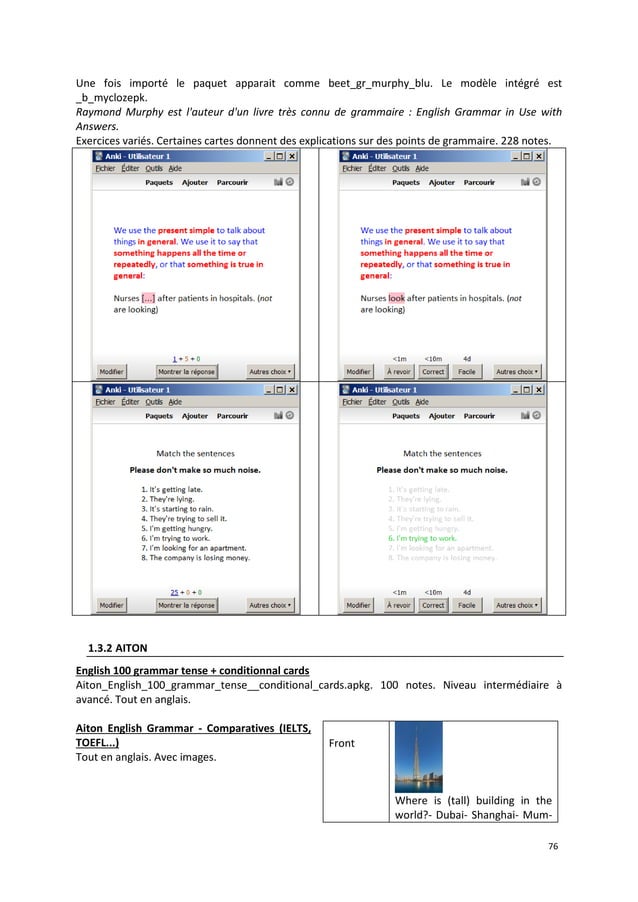 Une fois importé le paquet apparait comme beet_gr_murphy_blu. Le modèle intégré est
_b_myclozepk.
Raymond Murphy est l'auteur d'un livre très connu de grammaire : English Grammar in Use with
Answers.
Exercices variés. Certaines cartes donnent des explications sur des points de grammaire. 228 notes.
Anki - Utilisateur 1
Fichier Éditer Outils Aide
Paquets Ajouter Parcourir
We use the present simple to talk about
things in general. We use it to say that
something happens all the time or
repeatedly, or that something is true in
general:
Nurses [...] after patients in hospitals. (not
are looking)
1 + 5 + 0
Modifier Montrer la réponse Autres choix
Anki - Utilisateur 1
Fichier Éditer Outils Aide
Paquets Ajouter Parcourir
We use the present simple to talk about
things in general. We use it to say that
something happens all the time or
repeatedly, or that something is true in
general:
Nurses look after patients in hospitals. (not
are looking)
<1m <10m 4d
Modifier À revoir Correct Facile Autres choix
Anki - Utilisateur 1
Fichier Éditer Outils Aide
Paquets Ajouter Parcourir
Match the sentences
Please don't make so much noise.
1. It's getting late.
2. They're lying.
3. It's starting to rain.
4. They're trying to sell it.
5. I'm getting hungry.
6. I'm trying to work.
7. I'm looking for an apartment.
8. The company is losing money.
25 + 0 + 0
Modifier Montrer la réponse Autres choix
Anki - Utilisateur 1
Fichier Éditer Outils Aide
Paquets Ajouter Parcourir
Match the sentences
Please don't make so much noise.
1. It's getting late.
2. They're lying.
3. It's starting to rain.
4. They're trying to sell it.
5. I'm getting hungry.
6. I'm trying to work.
7. I'm looking for an apartment.
8. The company is losing money.
<1m <10m 4d
Modifier À revoir Correct Facile Autres choix
1.3.2 AITON
English 100 grammar tense + conditionnal cards
Aiton_English_100_grammar_tense__conditional_cards.apkg. 100 notes. Niveau intermédiaire à
avancé. Tout en anglais.
Aiton English Grammar - Comparatives (IELTS,
TOEFL...)
Tout en anglais. Avec images.
Front
Where is (tall) building in the
world?- Dubai- Shanghai- Mum-
76